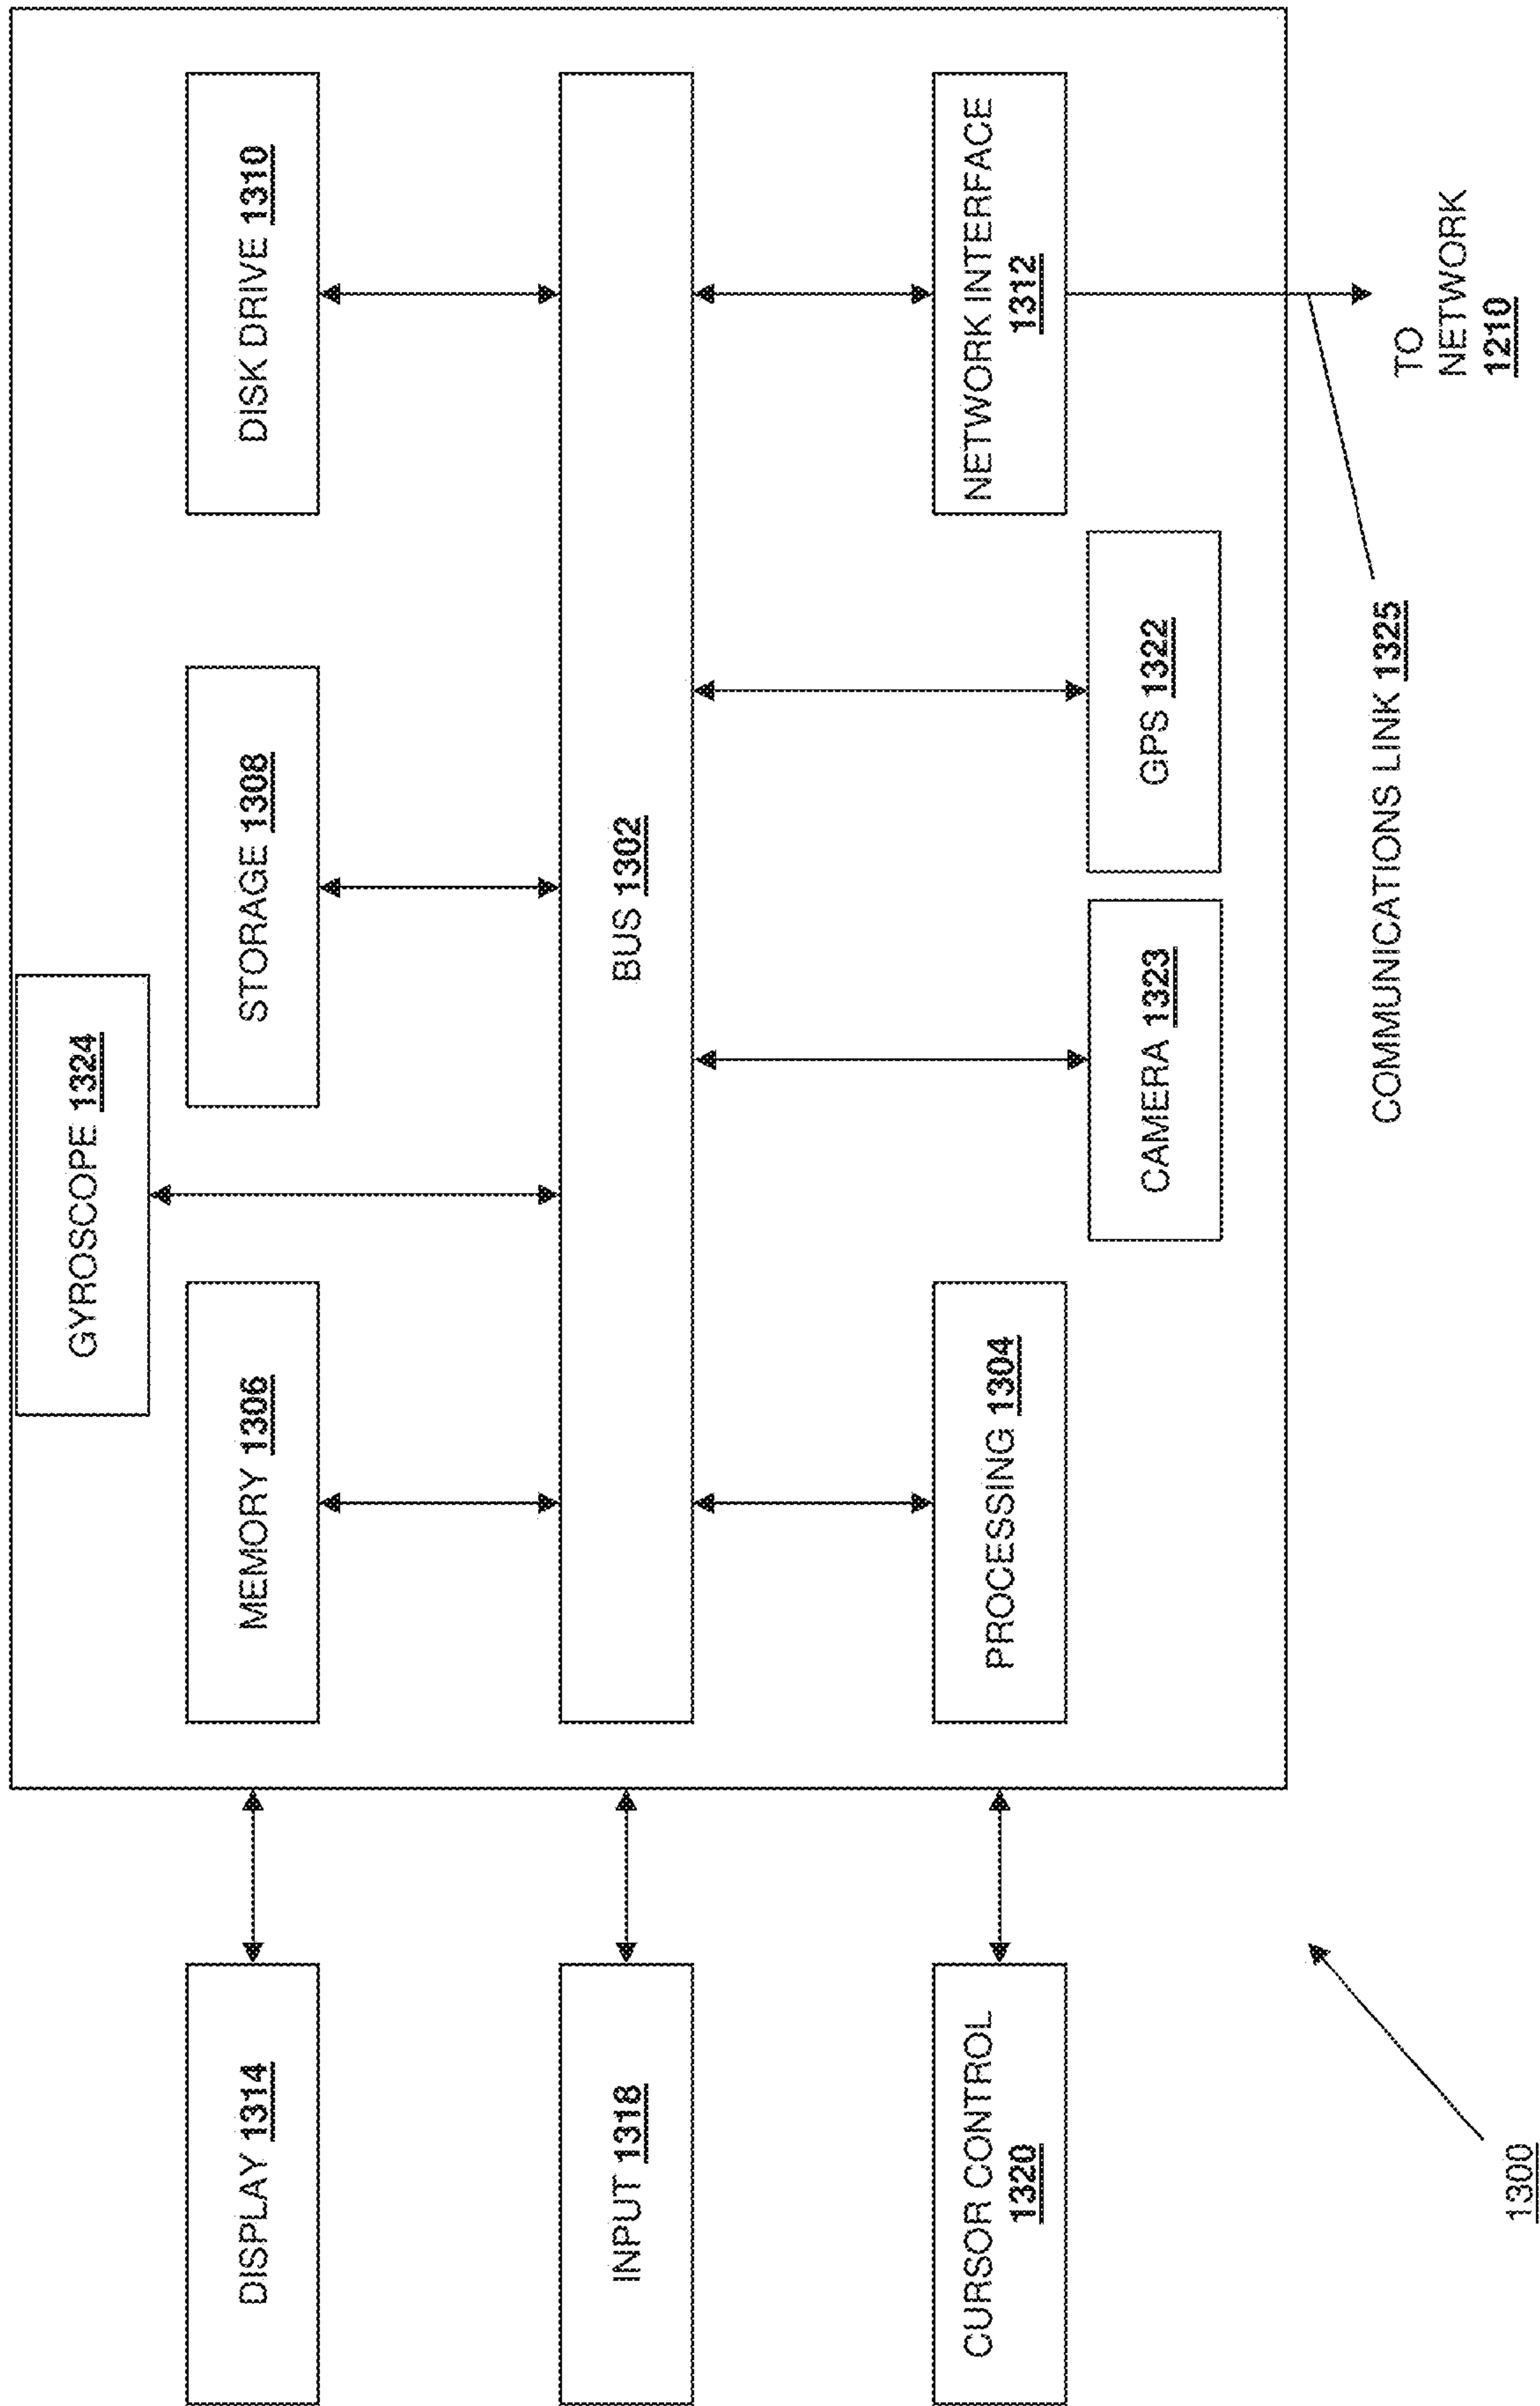 GYROSCOPE 1324
DISPLAY 1314
MEMORY 1306
STORAGE 1308
DISK DRIVE 1310
INPUT 1318
BUS 1302
CURSOR CONTROL
1320
PROCESSING 1304
CAMERA 1323
GPS 1322
NETWORK INTERFACE
1312
COMMUNICATIONS LINK 1325
TO
NETWORK
1210
1300